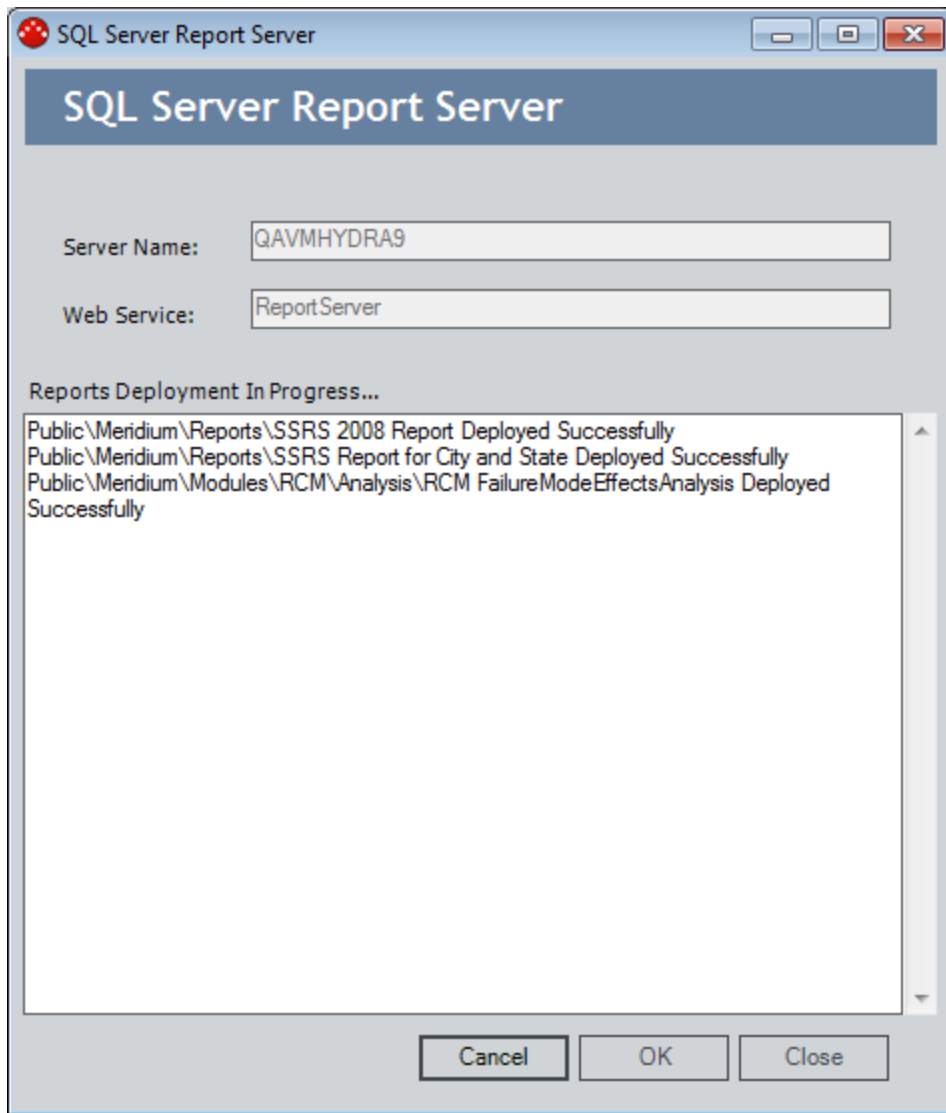 SQL Server Report Server
SQL Server Report Server
Server Name:
QAVMHYDRA9
Web Service:
ReportServer
Reports Deployment In Progress...
Public\Meridium\Reports\SSRS 2008 Report Deployed Successfully
Public\Meridium\Reports\SSRS Report for City and State Deployed Successfully
Public\Meridium\Modules\RCM\Analysis\RCM FailureModeEffectsAnalysis Deployed
Successfully
Cancel
OK
Close